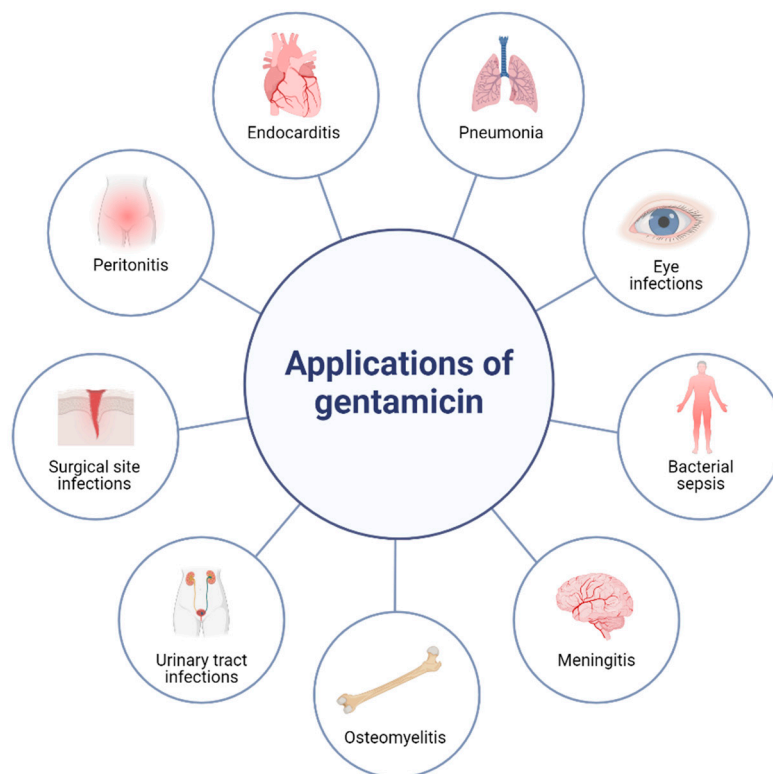 Endocarditis
Pneumonia
Peritonitis
Eye
infections
Applications of
gentamicin
Surgical site
infections
Bacterial
sepsis
Urinary tract
infections
Meningitis
Osteomyelitis